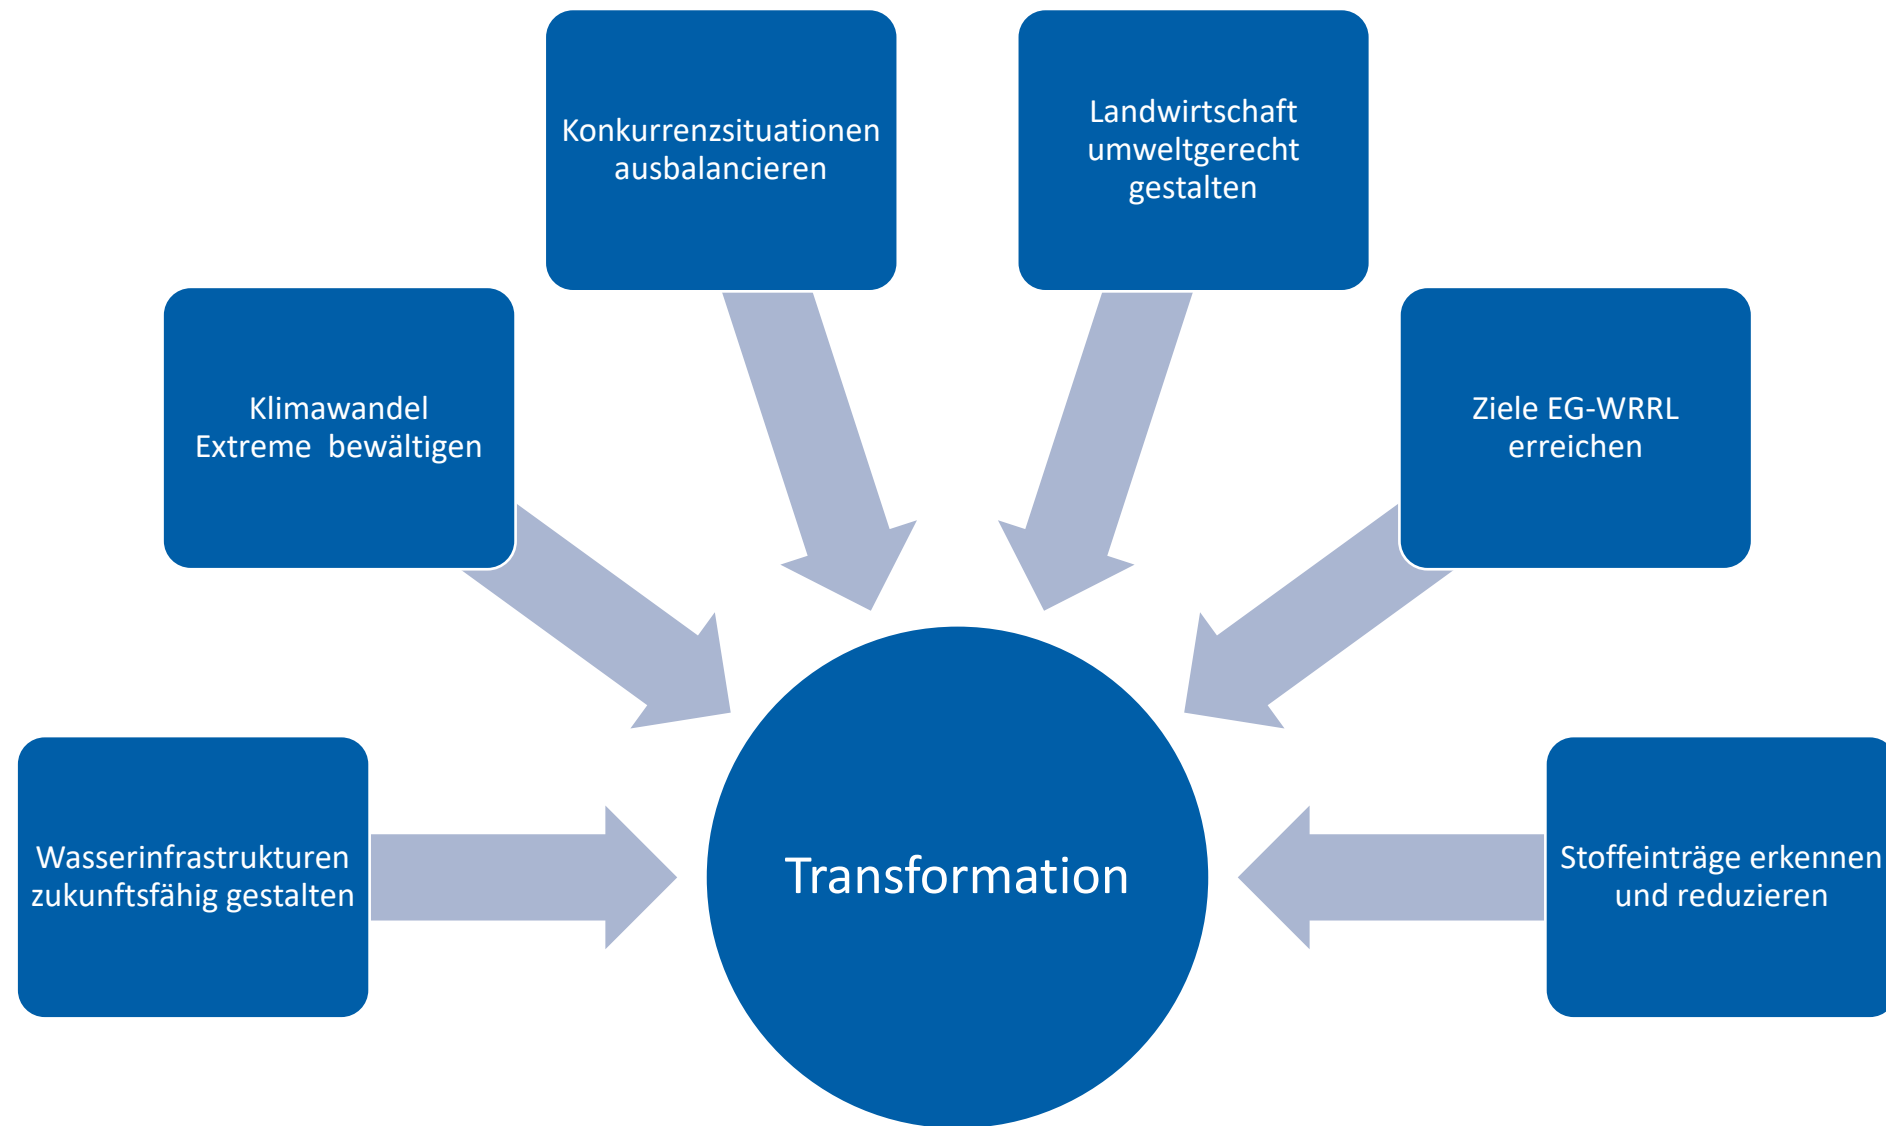 Konkurrenzsituationen
ausbalancieren
Landwirtschaft
umweltgerecht
gestalten
Klimawandel
Extreme  bewältigen
Ziele EG-WRRL
erreichen
Wasserinfrastrukturen
zukunftsfähig gestalten
Transformation
Stoffeinträge erkennen
und reduzieren